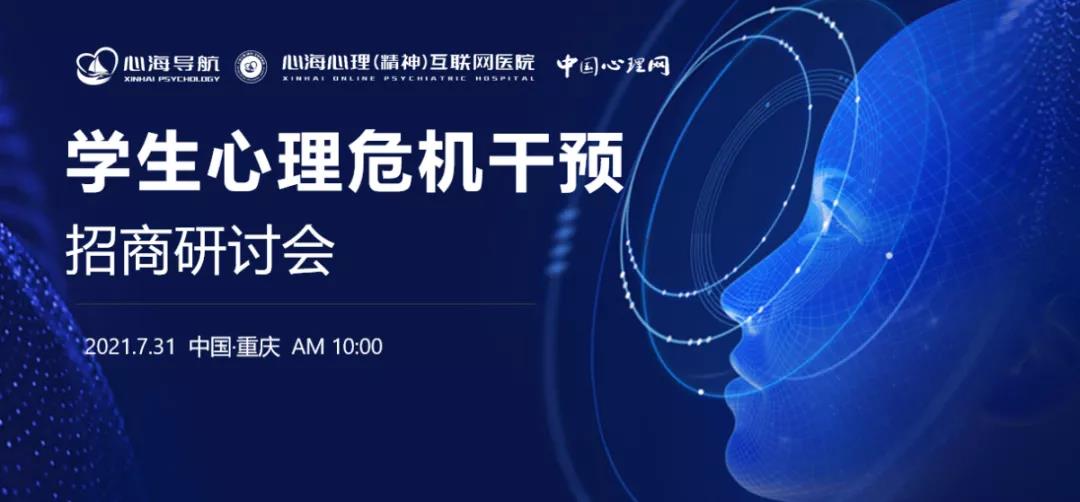 心海导航 心海心理(精神)互联网医院 中国心理网
XINHAI PSYCHOLOGY XINHAI ONLINE PSYCHIATRIC HOSPITAL
学生心理危机干预
招商研讨会
2021.7.31 中国·重庆 AM 10:00